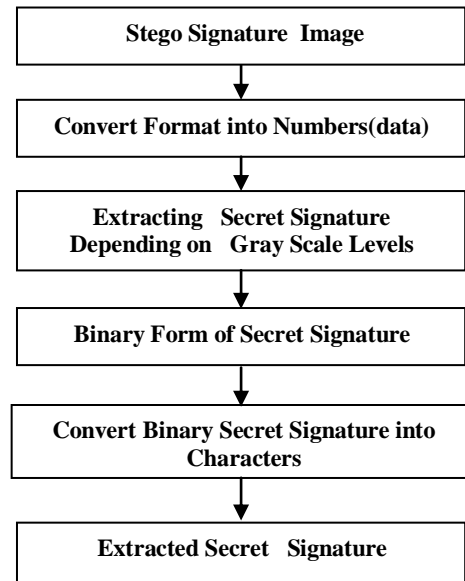 Stego Signature Image
Convert Format into Numbers(data)
Extracting Secret Signature
Depending on Gray Scale Levels
Binary Form of Secret Signature
Convert Binary Secret Signature into
Characters
Extracted Secret Signature